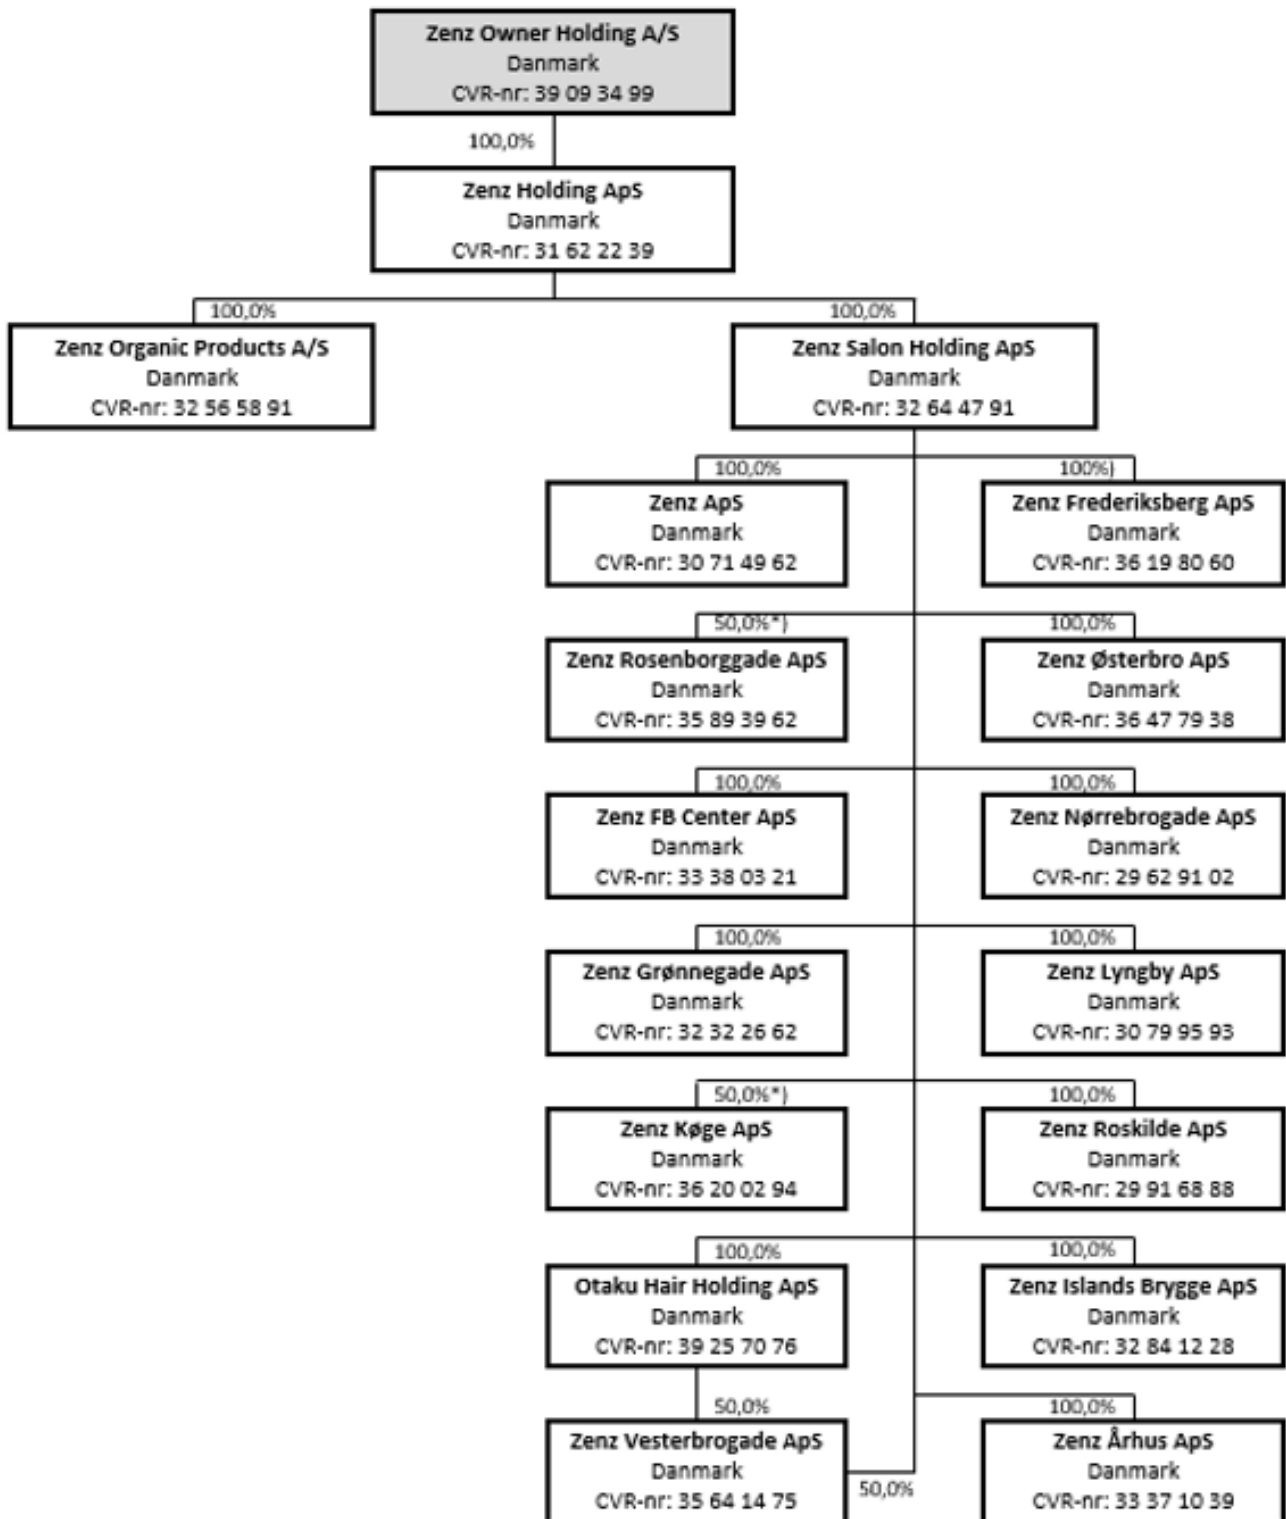 Zenz Owner Holding A/S
Danmark
CVR-nr: 39 09 34 99
100,0%
Zenz Holding ApS
Danmark
CVR-nr: 31 62 22 39
100,0%
Zenz Organic Products A/S
Danmark
CVR-nr: 32 56 58 91
100,0%
Zenz Salon Holding ApS
Danmark
CVR-nr: 32 64 47 91
100,0%
Zenz ApS
Danmark
CVR-nr: 30 71 49 62
100%)
Zenz Frederiksberg ApS
Danmark
CVR-nr: 36 19 80 60
50,0%*)
Zenz Rosenborggade ApS
Danmark
CVR-nr: 35 89 39 62
100,0%
Zenz Østerbro ApS
Danmark
CVR-nr: 36 47 79 38
100,0%
Zenz FB Center ApS
Danmark
CVR-nr: 33 38 03 21
100,0%
Zenz Nørrebrogade ApS
Danmark
CVR-nr: 29 62 91 02
100,0%
Zenz Grønnegade ApS
Danmark
CVR-nr: 32 32 26 62
100,0%
Zenz Lyngby ApS
Danmark
CVR-nr: 30 79 95 93
50,0%*)
Zenz Køge ApS
Danmark
CVR-nr: 36 20 02 94
100,0%
Zenz Roskilde ApS
Danmark
CVR-nr: 29 91 68 88
100,0%
Otaku Hair Holding ApS
Danmark
CVR-nr: 39 25 70 76
100,0%
Zenz Islands Brygge ApS
Danmark
CVR-nr: 32 84 12 28
50,0%
Zenz Vesterbrogade ApS
Danmark
CVR-nr: 35 64 14 75
50,0%
100,0%
Zenz Århus ApS
Danmark
CVR-nr: 33 37 10 39